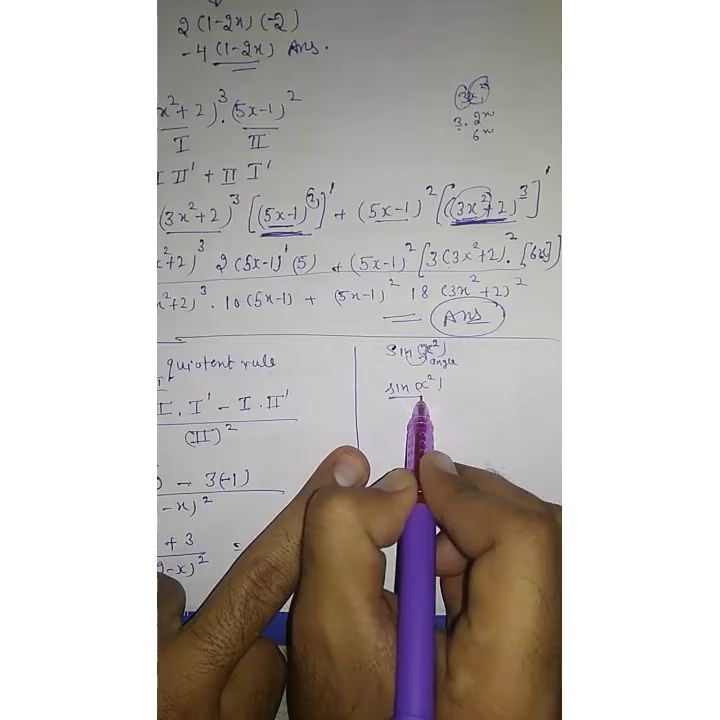 2 (1-2x) (-2)
-4 (1-2x) Ans.
x²+2)³. (5x-1)²
I II
3. 2x
6x
I II' + II I'
(3x²+2)³ [(5x-1)²]' + (5x-1)² [(3x²+2)³]'
x²+2)³ 2(5x-1)¹(5) + (5x-1)² [3(3x²+2)². [6x]]
x²+2)³. 10(5x-1) + (5x-1)² 18 (3x²+2)²
Ans
quiotent rule
II. I' - I. II'
(II)²
sin(x²)
angle
sin(x²)
) - 3(-1)
-x)²
+ 3
-x)²
=